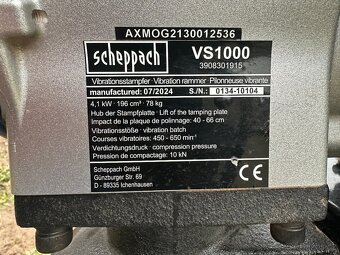 AXMOG2130012536
scheppach
VS1000
3908301915
Vibrationsstampfer · Vibration rammer · Pilonneuse vibrante
manufactured: 07/2024
S./N.: 0134-10104
4,1 kW · 196 cm³ · 78 kg
Hub der Stampfplatte · Lift of the tamping plate
Impact de la plaque de pollinage: 40 - 66 cm
Vibrationsstöße · vibration batch
Courses vibratoires: 450 - 650 min⁻¹
Verdichtungsdruck · compression pressure
Pression de compactage: 10 kN
Scheppach GmbH
Günzburger Str. 69
D - 89335 Ichenhausen